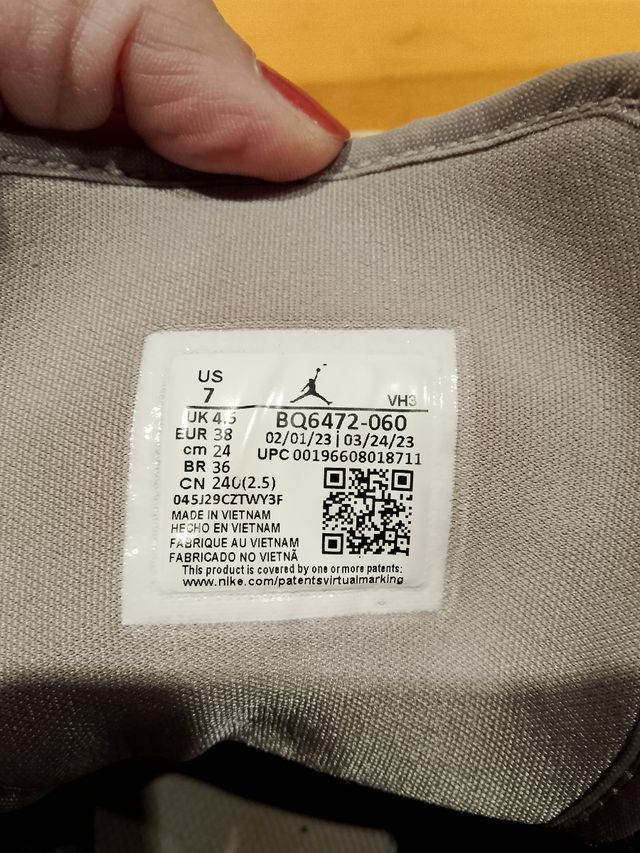 US
7
VH3
UK 4.5
EUR 38
cm 24
BR 36
CN 240(2.5)
BQ6472-060
02/01/23 | 03/24/23
UPC 00196608018711
045J29CZTWY3F
MADE IN VIETNAM
HECHO EN VIETNAM
FABRIQUE AU VIETNAM
FABRICADO NO VIETNÃ
This product is covered by one or more patents:
www.nike.com/patentsvirtualmarking